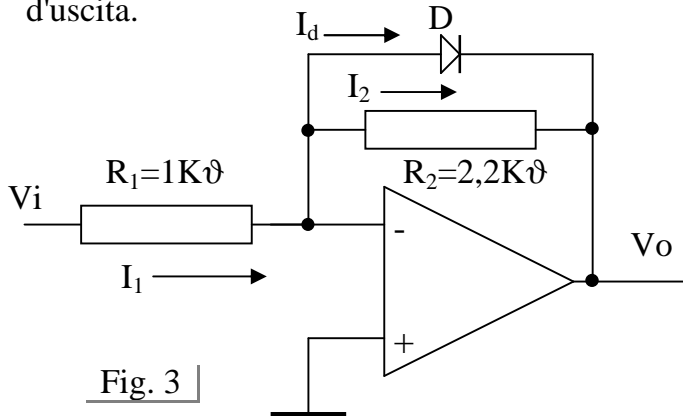 d'uscita.
I_d
D
I_2
R_1=1Kϑ
R_2=2,2Kϑ
Vi
-
Vo
I_1
+
Fig. 3